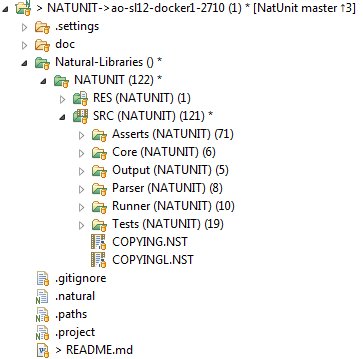 > NATUNIT->ao-sl12-docker1-2710 (1) * [NatUnit master ↑3]
.settings
doc
Natural-Libraries () *
NATUNIT (122) *
RES (NATUNIT) (1)
SRC (NATUNIT) (121) *
Asserts (NATUNIT) (71)
Core (NATUNIT) (6)
Output (NATUNIT) (5)
Parser (NATUNIT) (8)
Runner (NATUNIT) (10)
Tests (NATUNIT) (19)
COPYING.NST
COPYINGL.NST
.gitignore
.natural
.paths
.project
> README.md